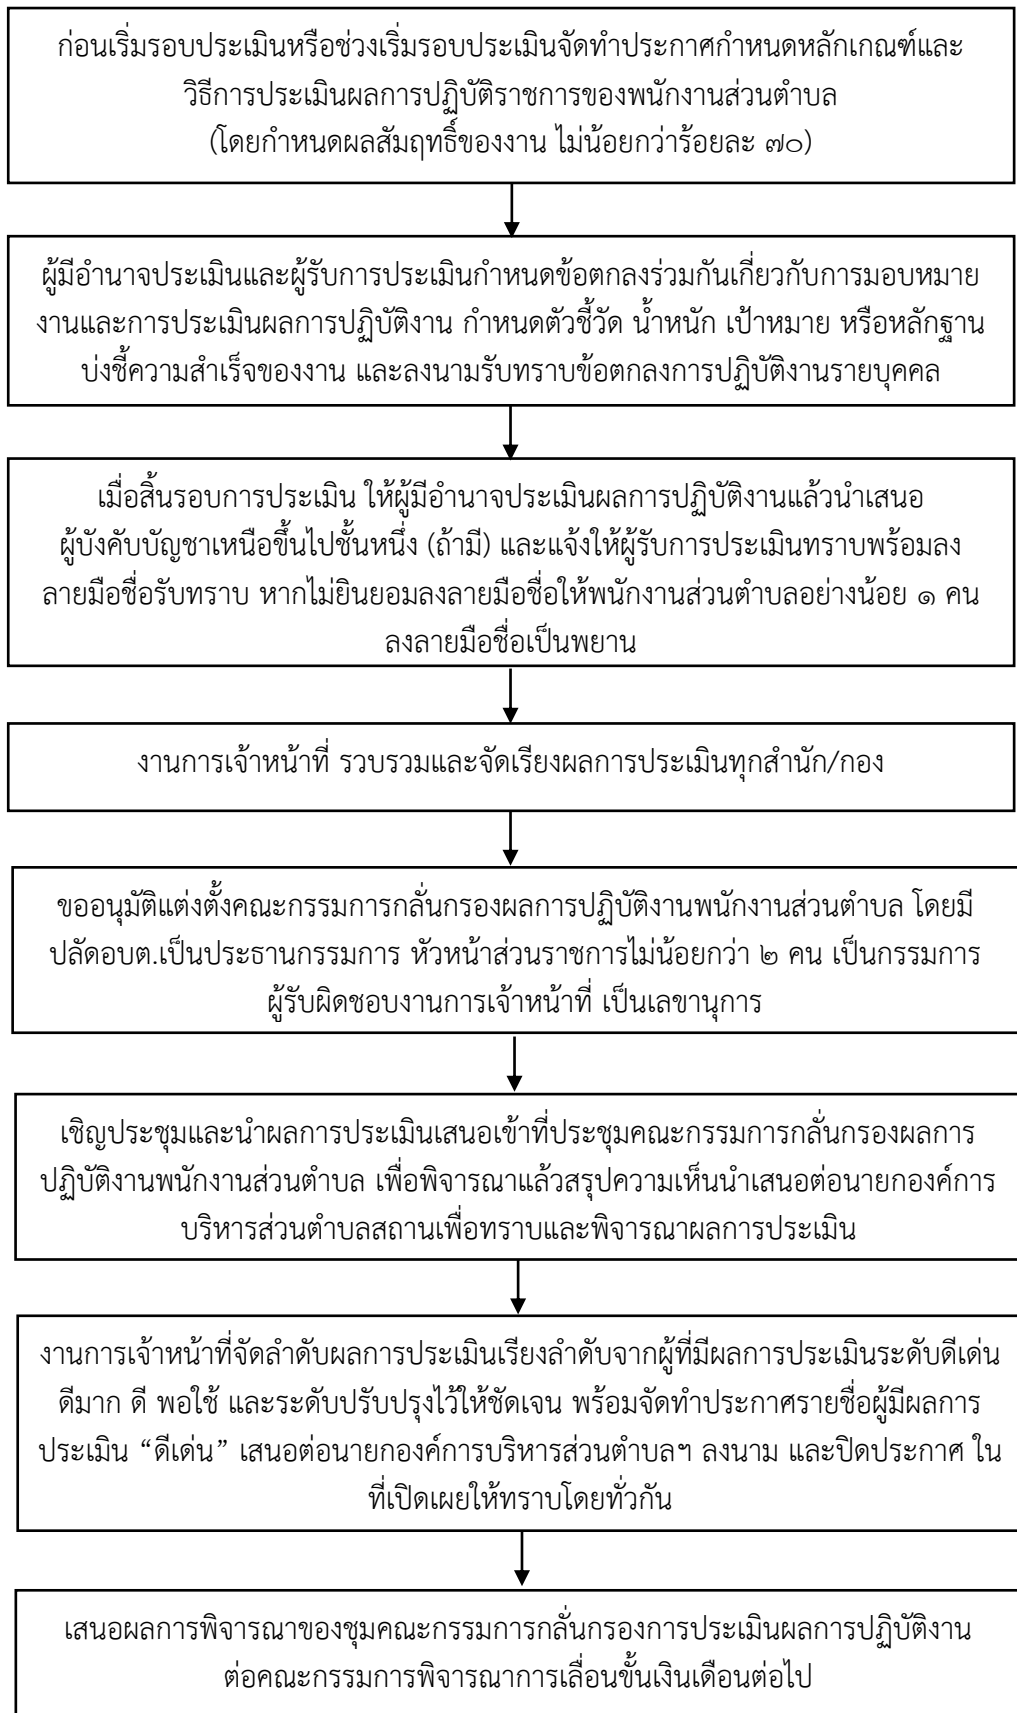 ก่อนเริ่มรอบประเมินหรือช่วงเริ่มรอบประเมินจัดทำประกาศกำหนดหลักเกณฑ์และ
วิธีการประเมินผลการปฏิบัติราชการของพนักงานส่วนตำบล
(โดยกำหนดผลสัมฤทธิ์ของงาน ไม่น้อยกว่าร้อยละ ๗๐)
ผู้มีอำนาจประเมินและผู้รับการประเมินกำหนดข้อตกลงร่วมกันเกี่ยวกับการมอบหมาย
งานและการประเมินผลการปฏิบัติงาน กำหนดตัวชี้วัด น้ำหนัก เป้าหมาย หรือหลักฐาน
บ่งชี้ความสำเร็จของงาน และลงนามรับทราบข้อตกลงการปฏิบัติงานรายบุคคล
เมื่อสิ้นรอบการประเมิน ให้ผู้มีอำนาจประเมินผลการปฏิบัติงานแล้วนำเสนอ
ผู้บังคับบัญชาเหนือขึ้นไปชั้นหนึ่ง (ถ้ามี) และแจ้งให้ผู้รับการประเมินทราบพร้อมลง
ลายมือชื่อรับทราบ หากไม่ยินยอมลงลายมือชื่อให้พนักงานส่วนตำบลอย่างน้อย ๑ คน
ลงลายมือชื่อเป็นพยาน
งานการเจ้าหน้าที่ รวบรวมและจัดเรียงผลการประเมินทุกสำนัก/กอง
ขออนุมัติแต่งตั้งคณะกรรมการกลั่นกรองผลการปฏิบัติงานพนักงานส่วนตำบล โดยมี
ปลัดอบต.เป็นประธานกรรมการ หัวหน้าส่วนราชการไม่น้อยกว่า ๒ คน เป็นกรรมการ
ผู้รับผิดชอบงานการเจ้าหน้าที่ เป็นเลขานุการ
เชิญประชุมและนำผลการประเมินเสนอเข้าที่ประชุมคณะกรรมการกลั่นกรองผลการ
ปฏิบัติงานพนักงานส่วนตำบล เพื่อพิจารณาแล้วสรุปความเห็นนำเสนอต่อนายกองค์การ
บริหารส่วนตำบลสถานเพื่อทราบและพิจารณาผลการประเมิน
งานการเจ้าหน้าที่จัดลำดับผลการประเมินเรียงลำดับจากผู้ที่มีผลการประเมินระดับดีเด่น
ดีมาก ดี พอใช้ และระดับปรับปรุงไว้ให้ชัดเจน พร้อมจัดทำประกาศรายชื่อผู้มีผลการ
ประเมิน “ดีเด่น” เสนอต่อนายกองค์การบริหารส่วนตำบลฯ ลงนาม และปิดประกาศ ใน
ที่เปิดเผยให้ทราบโดยทั่วกัน
เสนอผลการพิจารณาของชุมคณะกรรมการกลั่นกรองการประเมินผลการปฏิบัติงาน
ต่อคณะกรรมการพิจารณาการเลื่อนขั้นเงินเดือนต่อไป